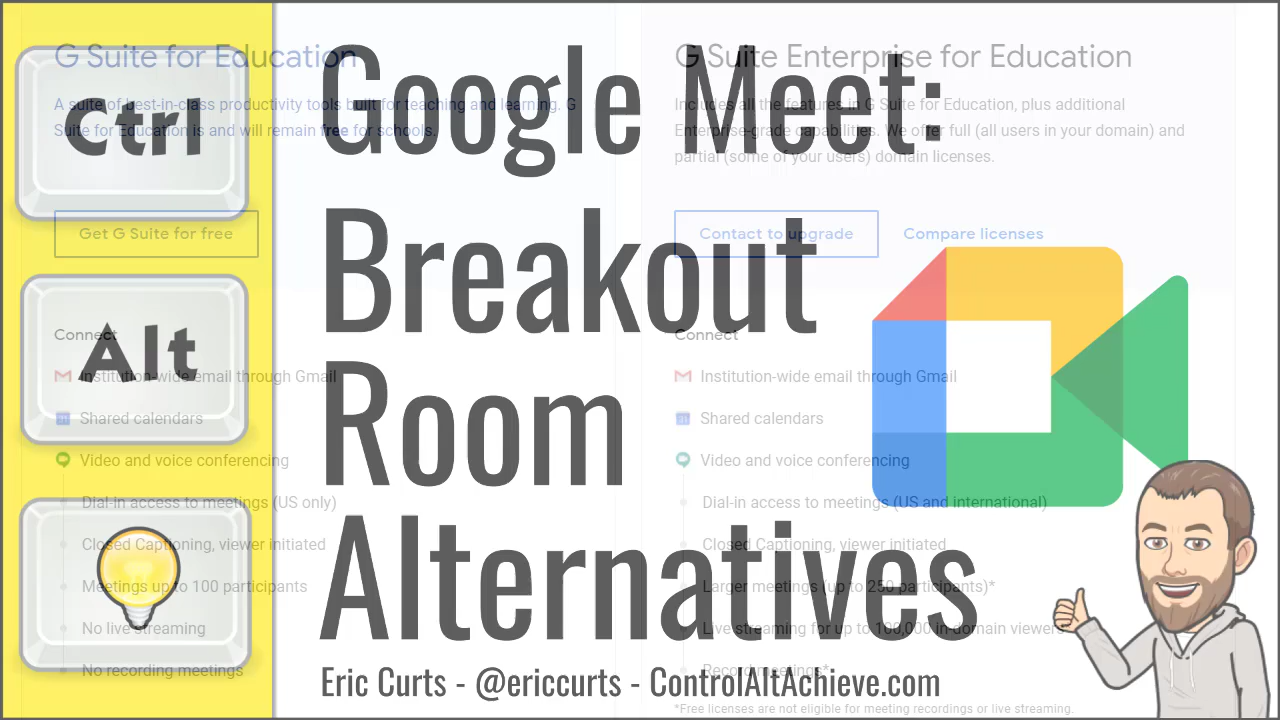 Ctrl
Alt
Google Meet:
Breakout
Room
Alternatives
Eric Curts - @ericcurts - ControlAltAchieve.com
G Suite for Education
A suite of best-in-class productivity tools built for teaching and learning. G
Suite for Education is and will remain free for schools.
Get G Suite for free
Connect
Institution-wide email through Gmail
Shared calendars
Video and voice conferencing
Dial-in access to meetings (US only)
Closed Captioning, viewer initiated
Meetings up to 100 participants
No live streaming
No recording meetings
G Suite Enterprise for Education
Includes all the features in G Suite for Education, plus additional
Enterprise-grade capabilities. We offer full (all users in your domain) and
partial (some of your users) domain licenses.
Contact to upgrade
Compare licenses
Connect
Institution-wide email through Gmail
Shared calendars
Video and voice conferencing
Dial-in access to meetings (US and international)
Closed Captioning, viewer initiated
Larger meetings (up to 250 participants)*
Live streaming for up to 100,000 in-domain viewers
Record meetings*
*Free licenses are not eligible for meeting recordings or live streaming.